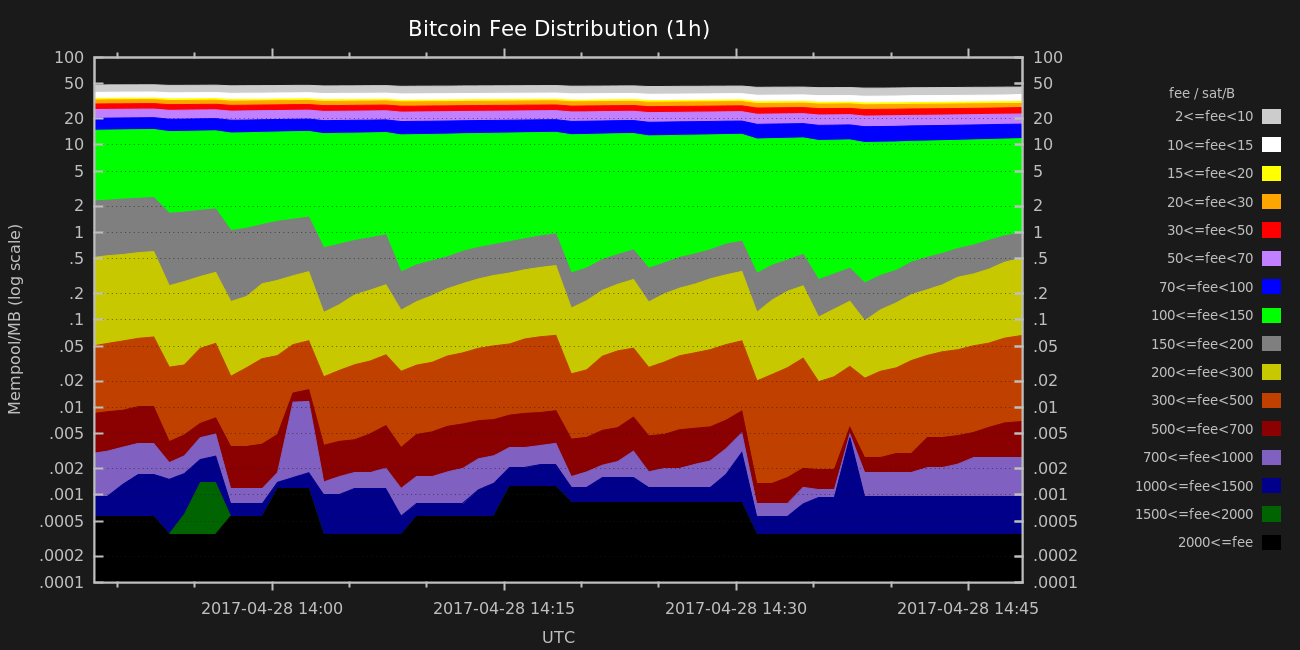 Bitcoin Fee Distribution (1h)
100 100
50 50
20 20
10 10
5 5
2 2
1 1
.5 .5
.2 .2
.1 .1
.05 .05
.02 .02
.01 .01
.005 .005
.002 .002
.001 .001
.0005 .0005
.0002 .0002
.0001 .0001
Mempool/MB (log scale)
2017-04-28 14:00 2017-04-28 14:15 2017-04-28 14:30 2017-04-28 14:45
UTC
fee / sat/B
2<=fee<10
10<=fee<15
15<=fee<20
20<=fee<30
30<=fee<50
50<=fee<70
70<=fee<100
100<=fee<150
150<=fee<200
200<=fee<300
300<=fee<500
500<=fee<700
700<=fee<1000
1000<=fee<1500
1500<=fee<2000
2000<=fee